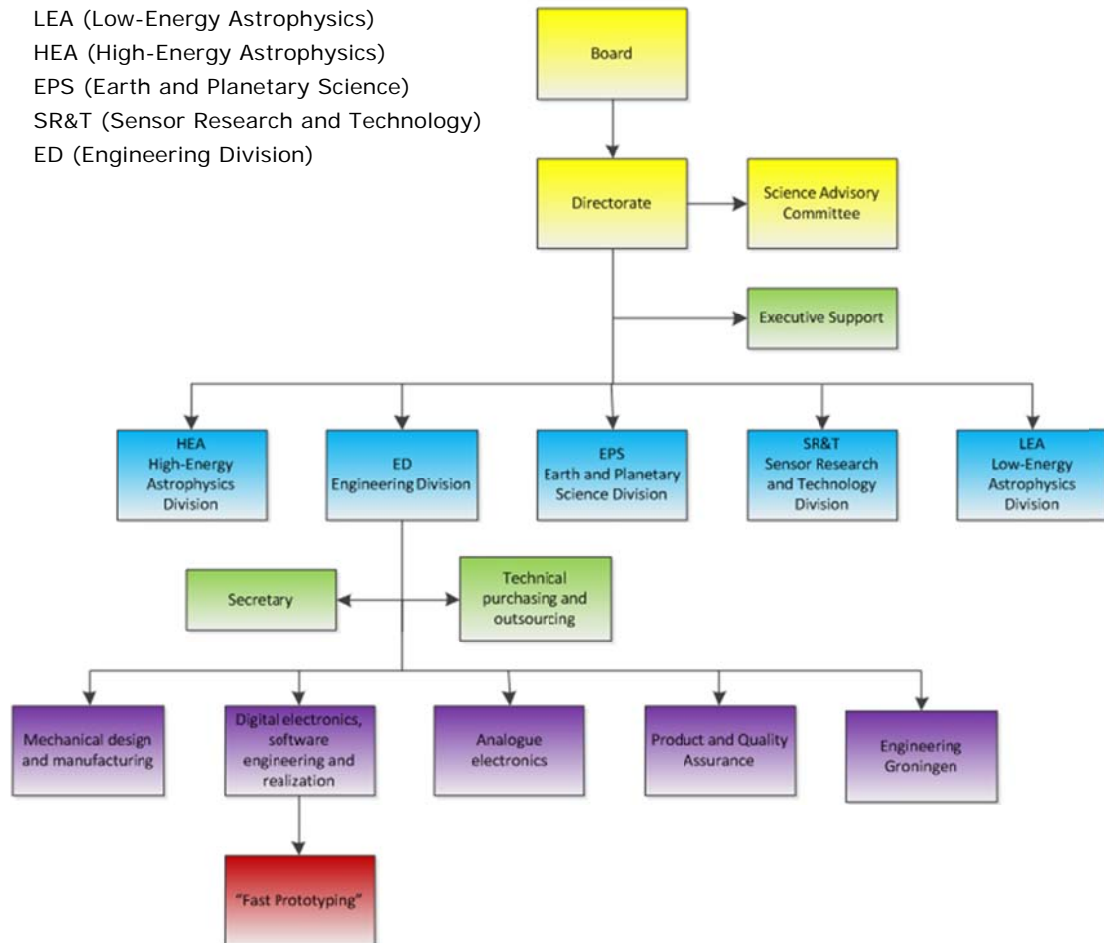 LEA (Low-Energy Astrophysics)
HEA (High-Energy Astrophysics)
EPS (Earth and Planetary Science)
SR&T (Sensor Research and Technology)
ED (Engineering Division)
Board
Directorate
Science Advisory
Committee
Executive Support
HEA
High-Energy
Astrophysics
Division
ED
Engineering Division
EPS
Earth and Planetary
Science Division
SR&T
Sensor Research
and Technology
Division
LEA
Low-Energy
Astrophysics
Division
Secretary
Technical
purchasing and
outsourcing
Mechanical design
and manufacturing
Digital electronics,
software
engineering and
realization
Analogue
electronics
Product and Quality
Assurance
Engineering
Groningen
“Fast Prototyping”